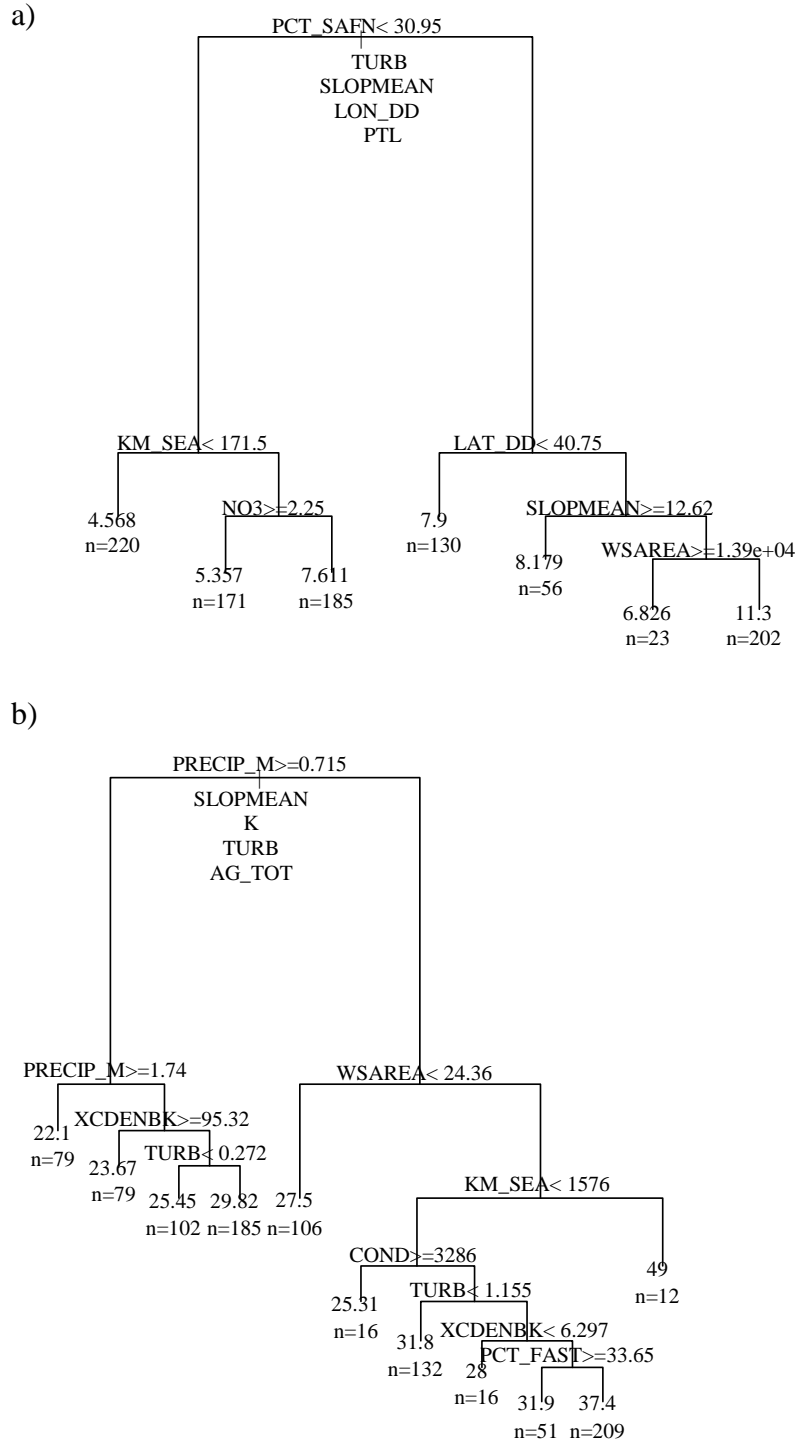 a)
PCT_SAFN< 30.95
TURB
SLOPMEAN
LON_DD
PTL
KM_SEA< 171.5
LAT_DD< 40.75
4.568
n=220
NO3>=2.25
5.357
n=171
7.611
n=185
7.9
n=130
SLOPMEAN>=12.62
8.179
n=56
WSAREA>=1.39e+04
6.826
n=23
11.3
n=202
b)
PRECIP_M>=0.715
SLOPMEAN
K
TURB
AG_TOT
PRECIP_M>=1.74
WSAREA< 24.36
22.1
n=79
XCDENBK>=95.32
23.67
n=79
TURB< 0.272
25.45
n=102
29.82
n=185
27.5
n=106
KM_SEA< 1576
COND>=3286
49
n=12
25.31
n=16
TURB< 1.155
31.8
n=132
XCDENBK< 6.297
28
n=16
PCT_FAST>=33.65
31.9
n=51
37.4
n=209